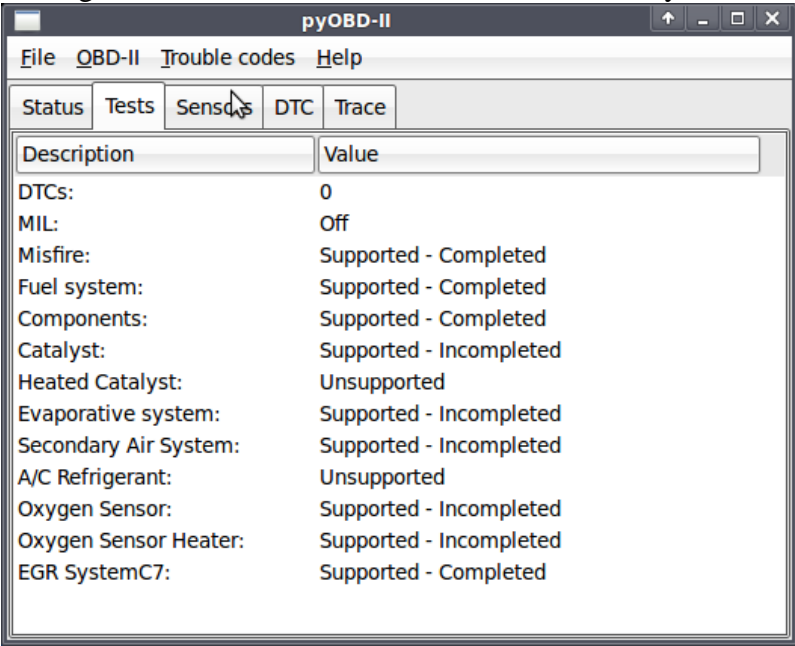 pyOBD-II
File OBD-II Trouble codes Help
Status Tests Sensors DTC Trace
Description Value
DTCs: 0
MIL: Off
Misfire: Supported - Completed
Fuel system: Supported - Completed
Components: Supported - Completed
Catalyst: Supported - Incompleted
Heated Catalyst: Unsupported
Evaporative system: Supported - Incompleted
Secondary Air System: Supported - Incompleted
A/C Refrigerant: Unsupported
Oxygen Sensor: Supported - Incompleted
Oxygen Sensor Heater: Supported - Incompleted
EGR SystemC7: Supported - Completed